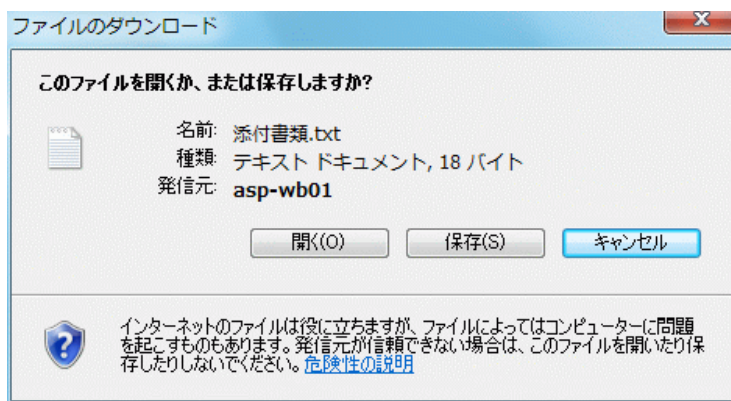 ファイルのダウンロード
このファイルを開くか、または保存しますか?
名前: 添付書類.txt
種類: テキスト ドキュメント, 18 バイト
発信元: asp-wb01
開く(O) 保存(S) キャンセル
インターネットのファイルは役に立ちますが、ファイルによってはコンピューターに問題
を起こすものもあります。発信元が信頼できない場合は、このファイルを開いたり保
存したりしないでください。危険性の説明